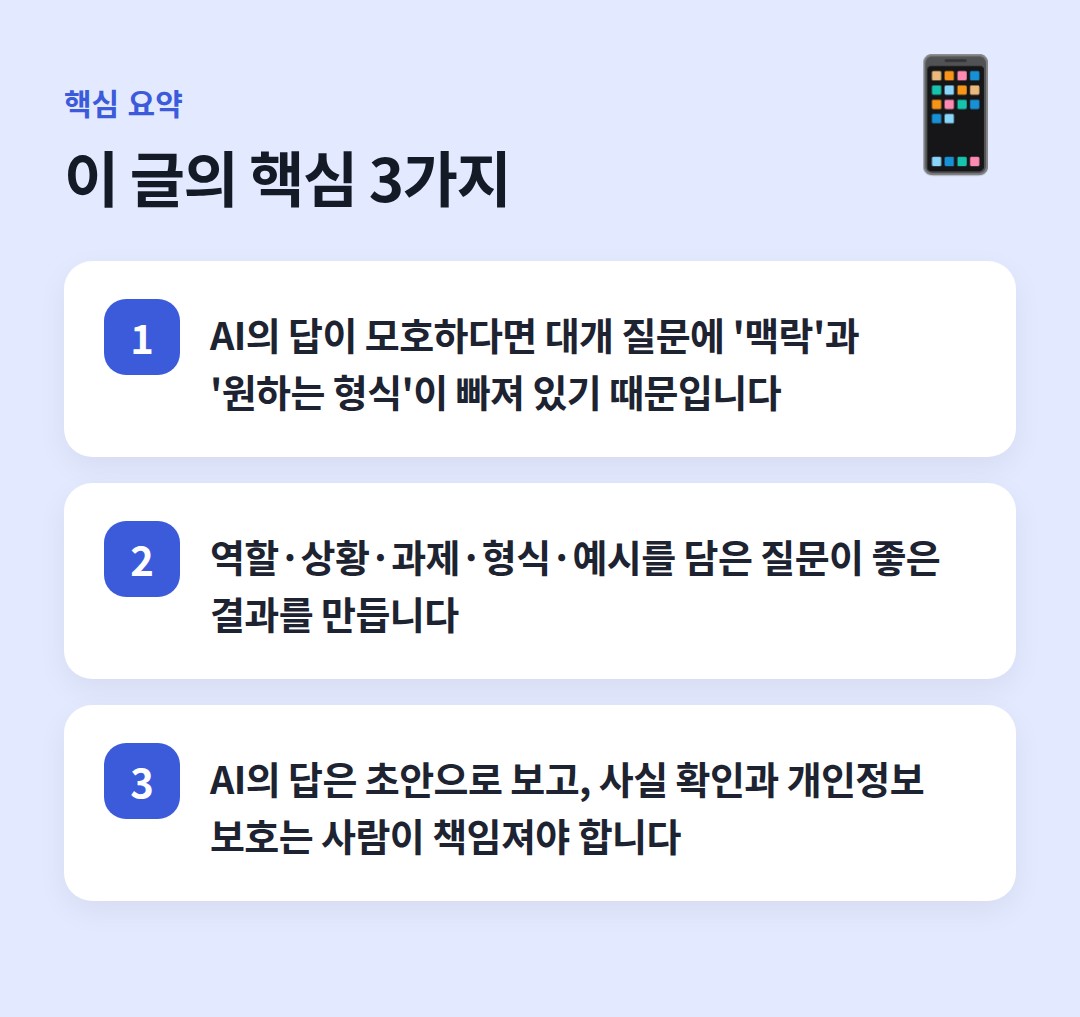 핵심 요약
이 글의 핵심 3가지
1
AI의 답이 모호하다면 대개 질문에 '맥락'과
'원하는 형식'이 빠져 있기 때문입니다
2
역할·상황·과제·형식·예시를 담은 질문이 좋은
결과를 만듭니다
3
AI의 답은 초안으로 보고, 사실 확인과 개인정보
보호는 사람이 책임져야 합니다